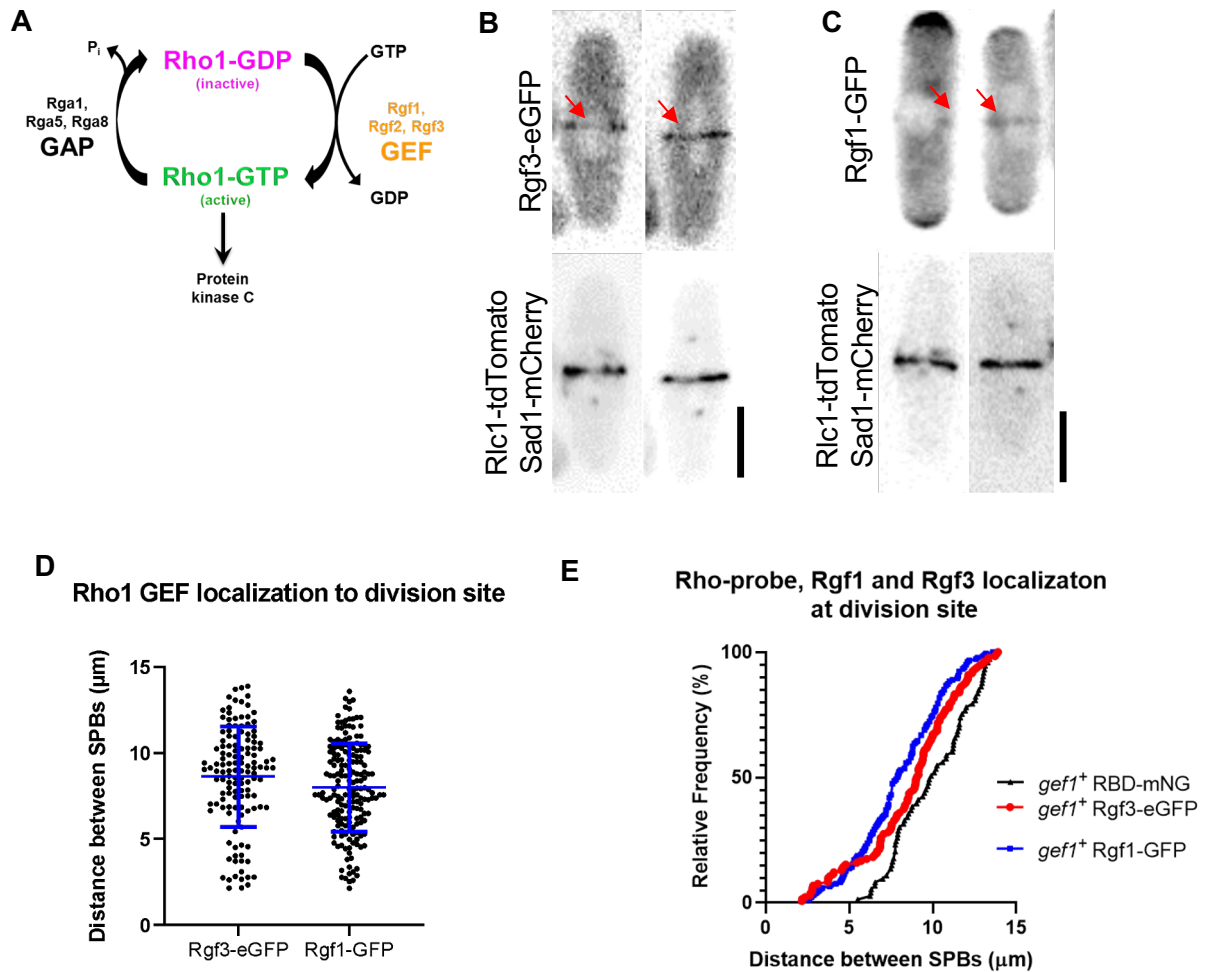 A
Pi
Rho1-GDP
(inactive)
GTP
Rga1,
Rga5, Rga8
GAP
Rgf1,
Rgf2, Rgf3
GEF
Rho1-GTP
(active)
GDP
Protein
kinase C
B
Rgf3-eGFP
Rlc1-tdTomato
Sad1-mCherry
C
Rgf1-GFP
Rlc1-tdTomato
Sad1-mCherry
D
Rho1 GEF localization to division site
Distance between SPBs (μm)
15
10
5
0
Rgf3-eGFP
Rgf1-GFP
E
Rho-probe, Rgf1 and Rgf3 localizaton
at division site
Relative Frequency (%)
100
50
0
0
5
10
15
Distance between SPBs (μm)
gef1+ RBD-mNG
gef1+ Rgf3-eGFP
gef1+ Rgf1-GFP